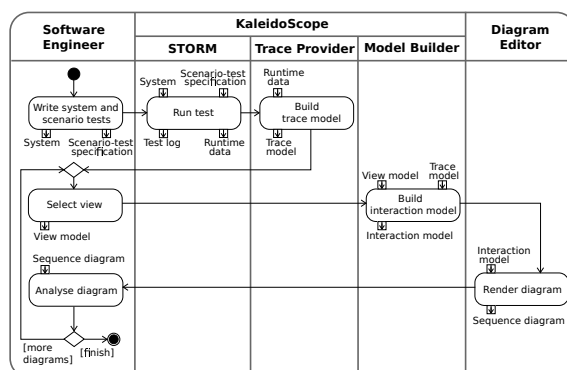 Software
Engineer
KaleidoScope
STORM
Trace Provider
Model Builder
Diagram
Editor
System
Scenario-test
specification
Runtime
data
Write system and
scenario tests
Run test
Build
trace model
System
Scenario-test
specification
Test log
Runtime
data
Trace
model
View model
Trace
model
Select view
Build
interaction model
View model
Interaction model
Sequence diagram
Interaction
model
Analyse diagram
Render diagram
Sequence diagram
[more
diagrams]
[finish]